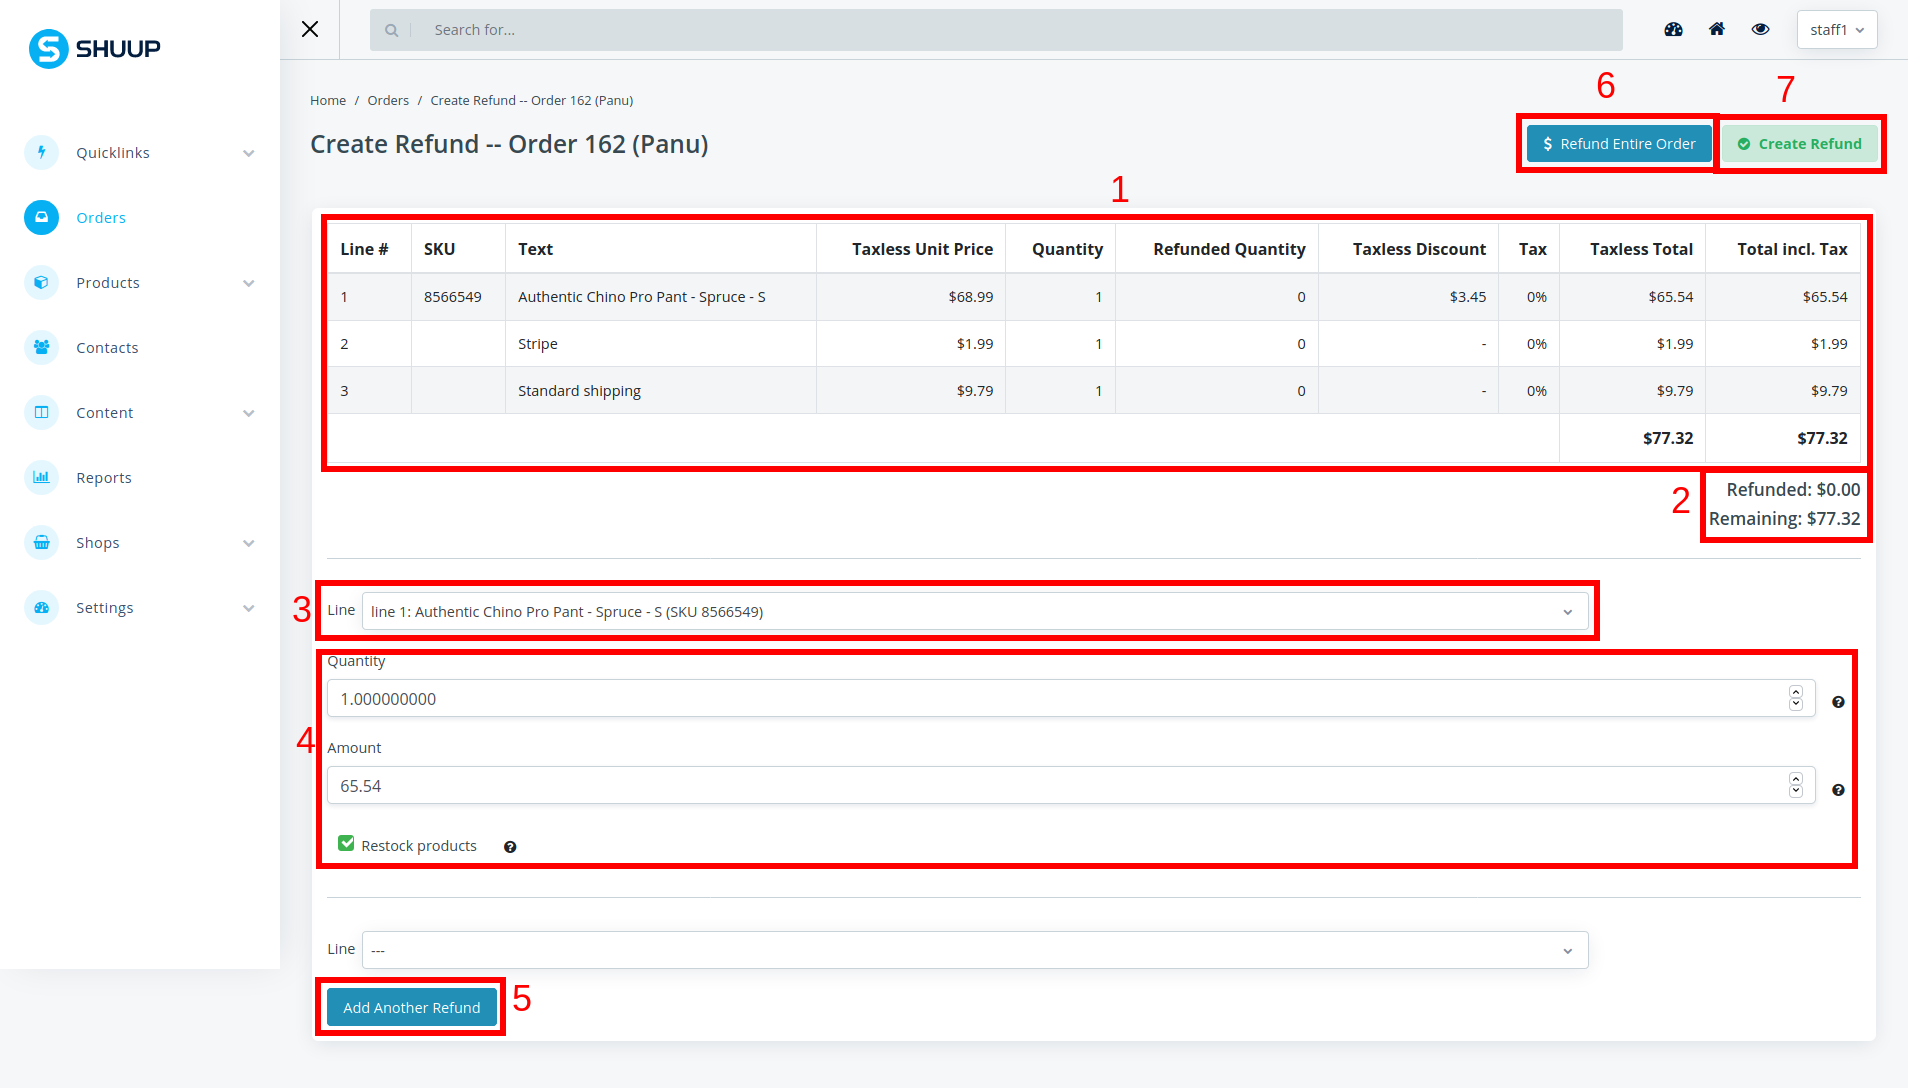 SHUUP
Search for...
staff1
Quicklinks
Orders
Products
Contacts
Content
Reports
Shops
Settings
Home / Orders / Create Refund -- Order 162 (Panu)
Create Refund -- Order 162 (Panu)
6
7
$ Refund Entire Order
Create Refund
1
Line # SKU Text Taxless Unit Price Quantity Refunded Quantity Taxless Discount Tax Taxless Total Total incl. Tax
1 8566549 Authentic Chino Pro Pant - Spruce - S $68.99 1 0 $3.45 0% $65.54 $65.54
2 Stripe $1.99 1 0 - 0% $1.99 $1.99
3 Standard shipping $9.79 1 0 - 0% $9.79 $9.79
$77.32 $77.32
2
Refunded: $0.00
Remaining: $77.32
3
Line line 1: Authentic Chino Pro Pant - Spruce - S (SKU 8566549)
4
Quantity
1.000000000
Amount
65.54
Restock products
Line ---
Add Another Refund
5